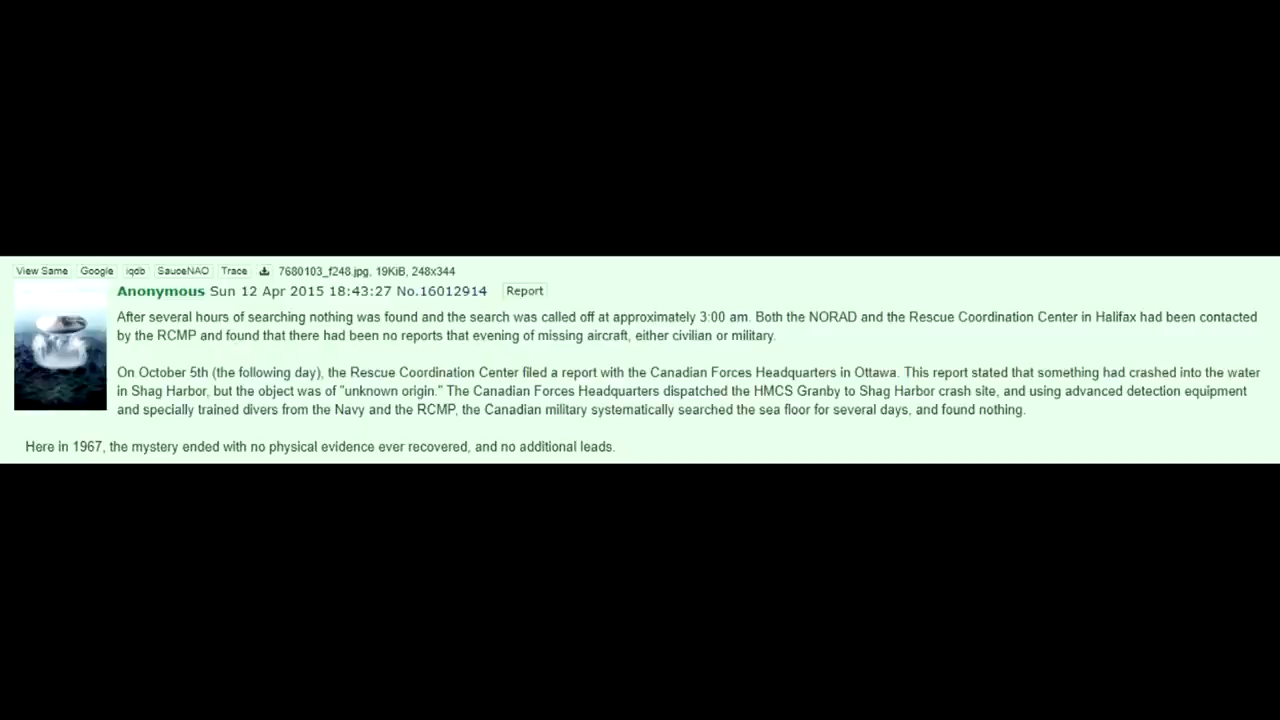 View Same Google iqdb SauceNAO Trace 7680103_f248.jpg, 19KiB, 248x344
Anonymous Sun 12 Apr 2015 18:43:27 No.16012914 Report
After several hours of searching nothing was found and the search was called off at approximately 3:00 am. Both the NORAD and the Rescue Coordination Center in Halifax had been contacted
by the RCMP and found that there had been no reports that evening of missing aircraft, either civilian or military.
On October 5th (the following day), the Rescue Coordination Center filed a report with the Canadian Forces Headquarters in Ottawa. This report stated that something had crashed into the water
in Shag Harbor, but the object was of "unknown origin." The Canadian Forces Headquarters dispatched the HMCS Granby to Shag Harbor crash site, and using advanced detection equipment
and specially trained divers from the Navy and the RCMP, the Canadian military systematically searched the sea floor for several days, and found nothing.
Here in 1967, the mystery ended with no physical evidence ever recovered, and no additional leads.